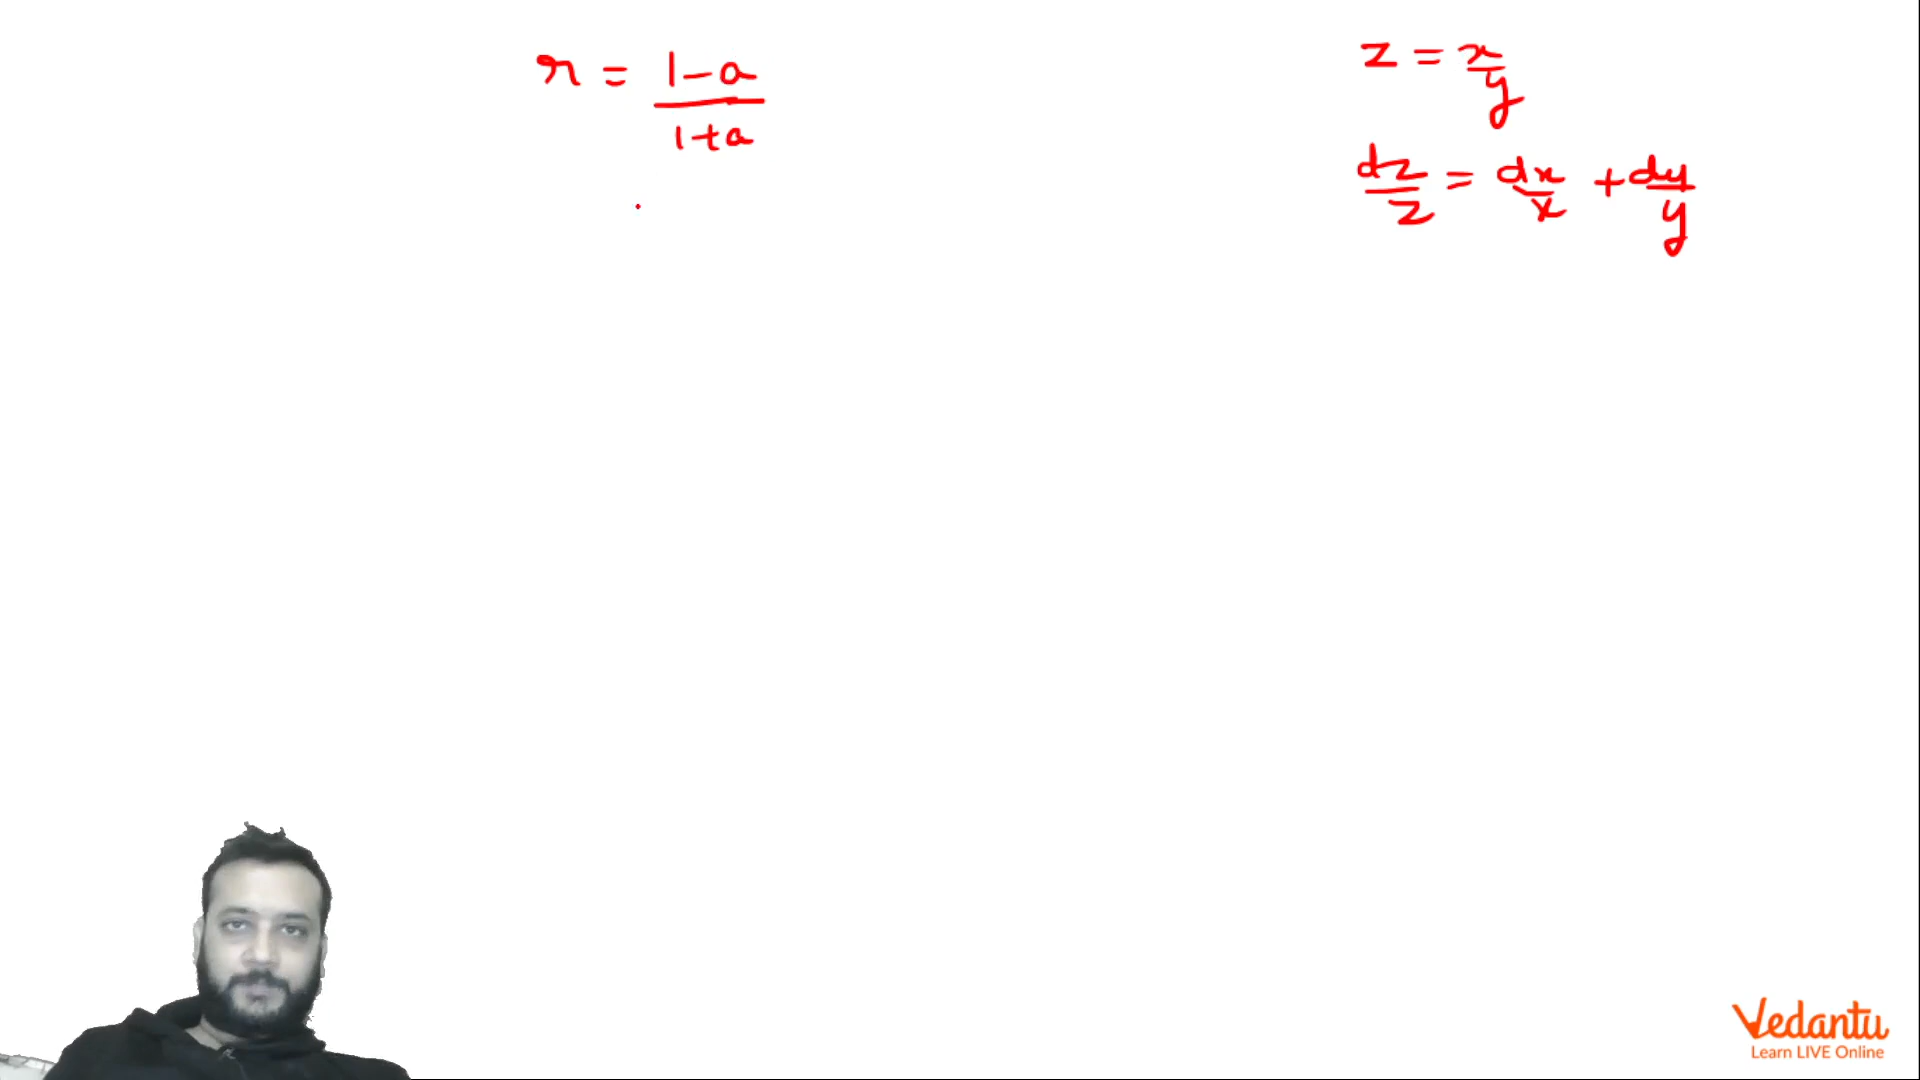 r = 1-a / 1+a
z = x/y
dz/z = dx/x + dy/y
Vedantu
Learn LIVE Online